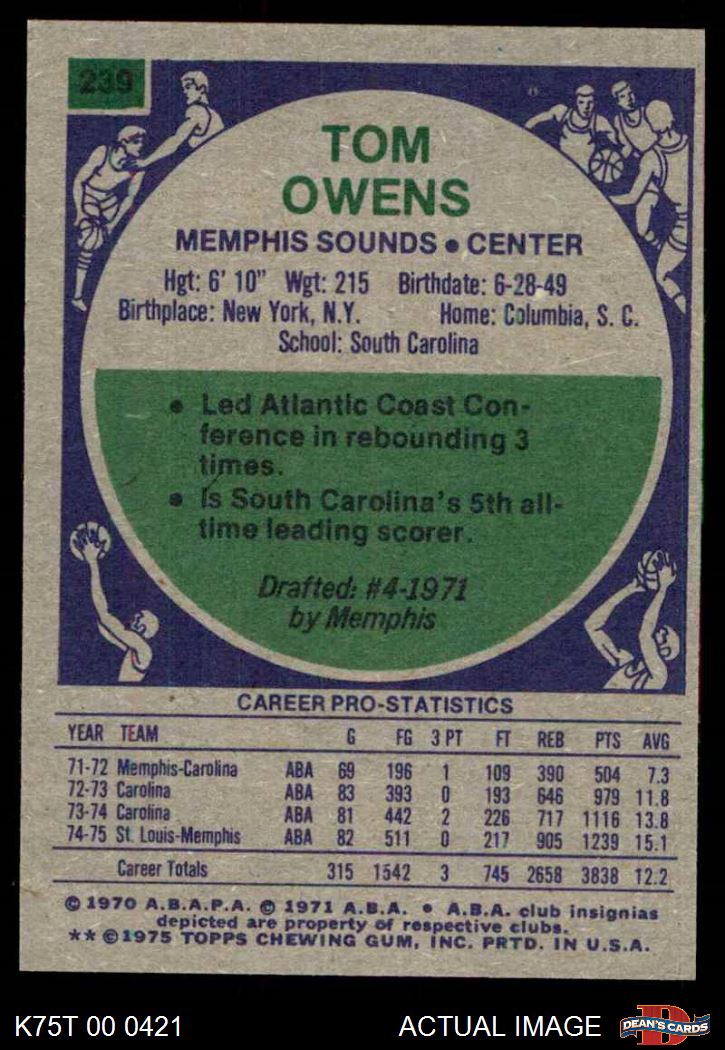 239
TOM
OWENS
MEMPHIS SOUNDS • CENTER
Hgt: 6' 10" Wgt: 215 Birthdate: 6-28-49
Birthplace: New York, N.Y. Home: Columbia, S. C.
School: South Carolina
• Led Atlantic Coast Con-
ference in rebounding 3
times.
• Is South Carolina's 5th all-
time leading scorer.
Drafted: #4-1971
by Memphis
CAREER PRO-STATISTICS
YEAR TEAM G FG 3 PT FT REB PTS AVG
71-72 Memphis-Carolina ABA 69 196 1 109 390 504 7.3
72-73 Carolina ABA 83 393 0 193 646 979 11.8
73-74 Carolina ABA 81 442 2 226 717 1116 13.8
74-75 St. Louis-Memphis ABA 82 511 0 217 905 1239 15.1
Career Totals 315 1542 3 745 2658 3838 12.2
© 1970 A.B.A.P.A. © 1971 A.B.A. • A.B.A. club insignias
depicted are property of respective clubs.
** © 1975 TOPPS CHEWING GUM, INC. PRTD. IN U.S.A.
K75T 00 0421 ACTUAL IMAGE D DEAN'S CARDS